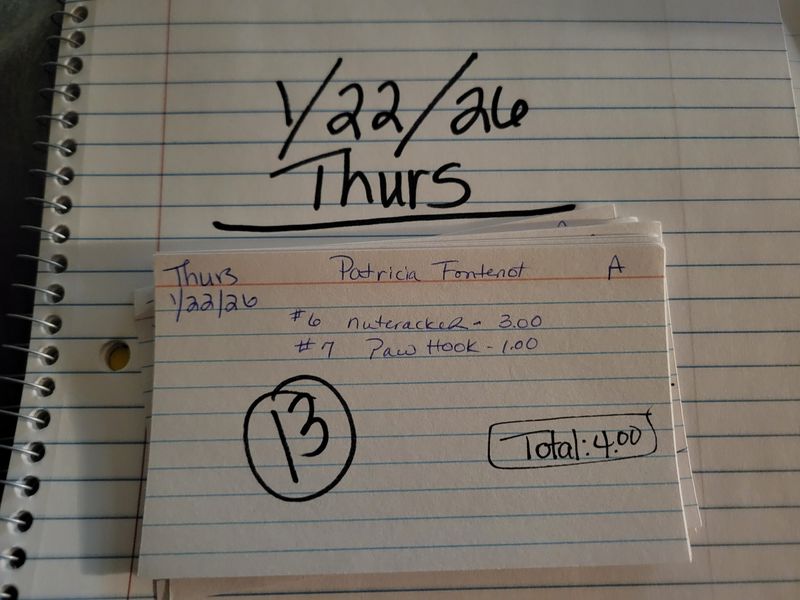 1/22/26
Thurs
Thurs Patricia Fontenot A
1/22/26
#6 nutcracker - 3.00
#7 Paw Hook - 1.00
13
Total: 4.00